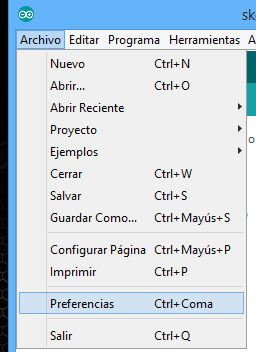 sk
Archivo Editar Programa Herramientas A
Nuevo Ctrl+N
Abrir... Ctrl+O
Abrir Reciente
Proyecto
Ejemplos
Cerrar Ctrl+W
Salvar Ctrl+S
Guardar Como... Ctrl+Mayús+S
Configurar Página Ctrl+Mayús+P
Imprimir Ctrl+P
Preferencias Ctrl+Coma
Salir Ctrl+Q